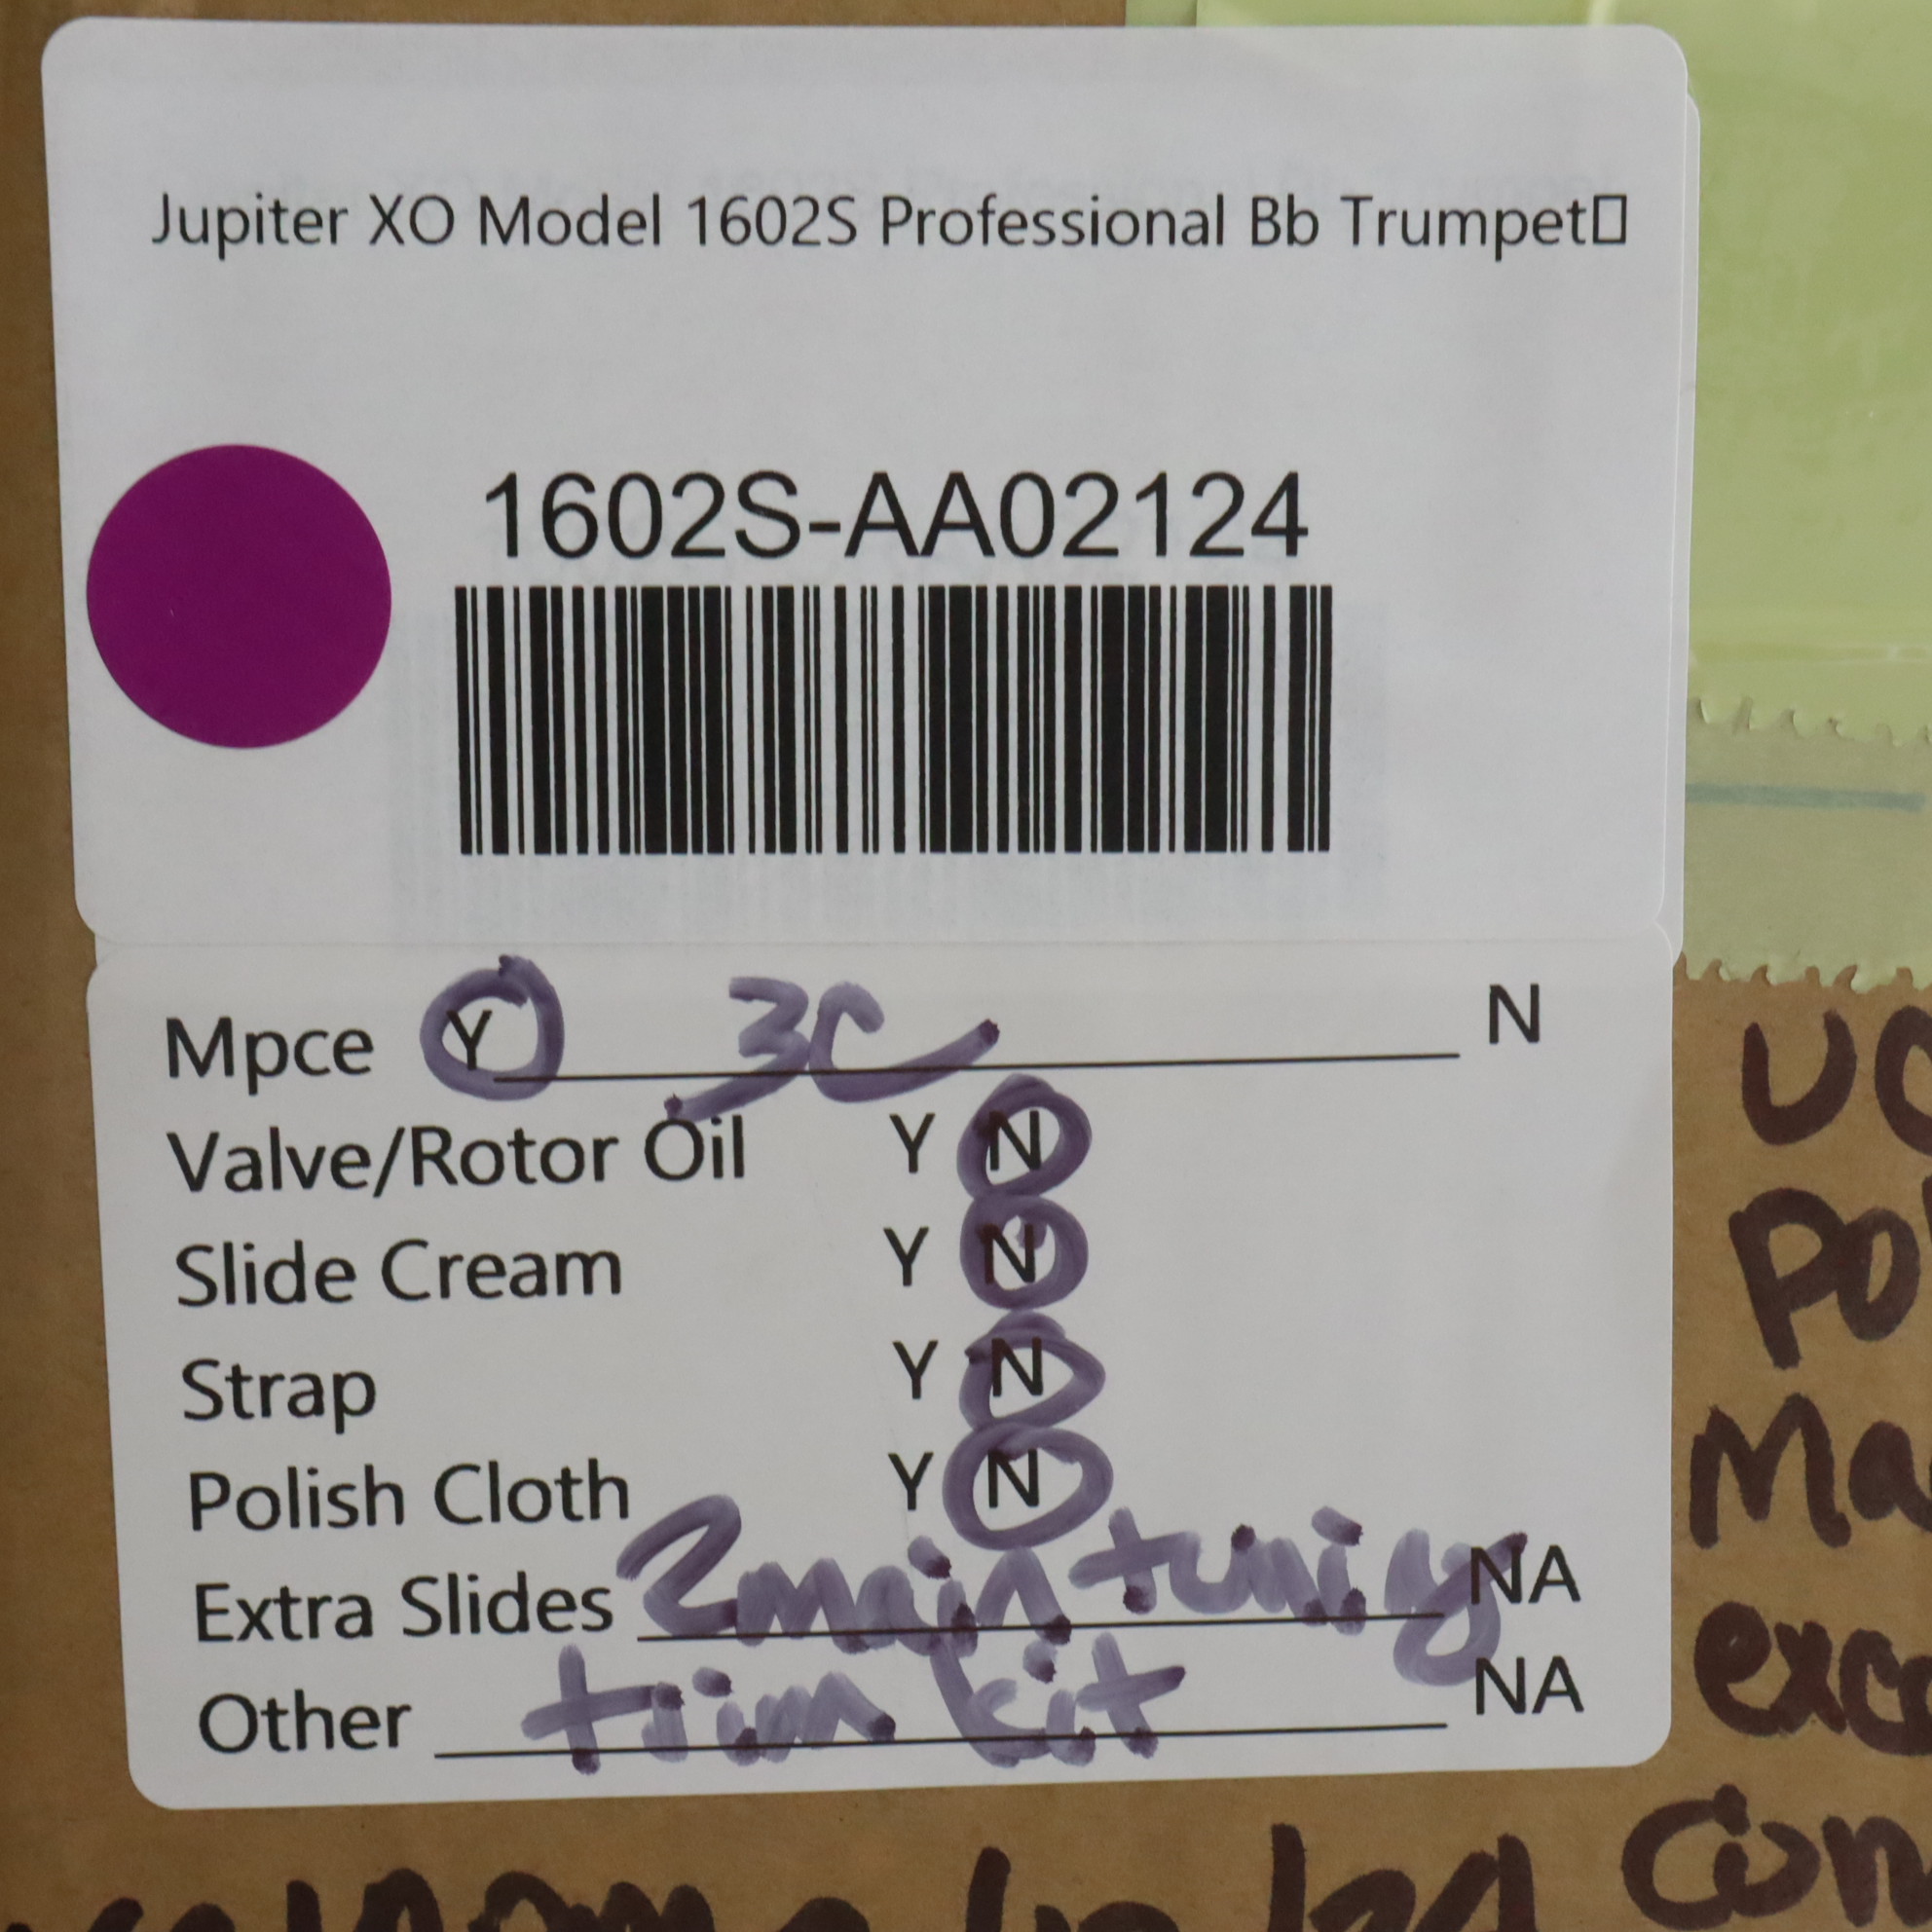 Jupiter XO Model 1602S Professional Bb Trumpet
1602S-AA02124
Mpce Y 3C N
Valve/Rotor Oil Y N
Slide Cream Y N
Strap Y N
Polish Cloth Y N
Extra Slides 2 main tuning NA
Other trim kit NA